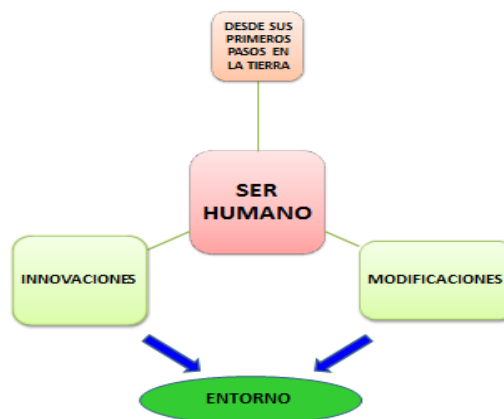 DESDE SUS
PRIMEROS
PASOS EN
LA TIERRA
SER
HUMANO
INNOVACIONES
MODIFICACIONES
ENTORNO